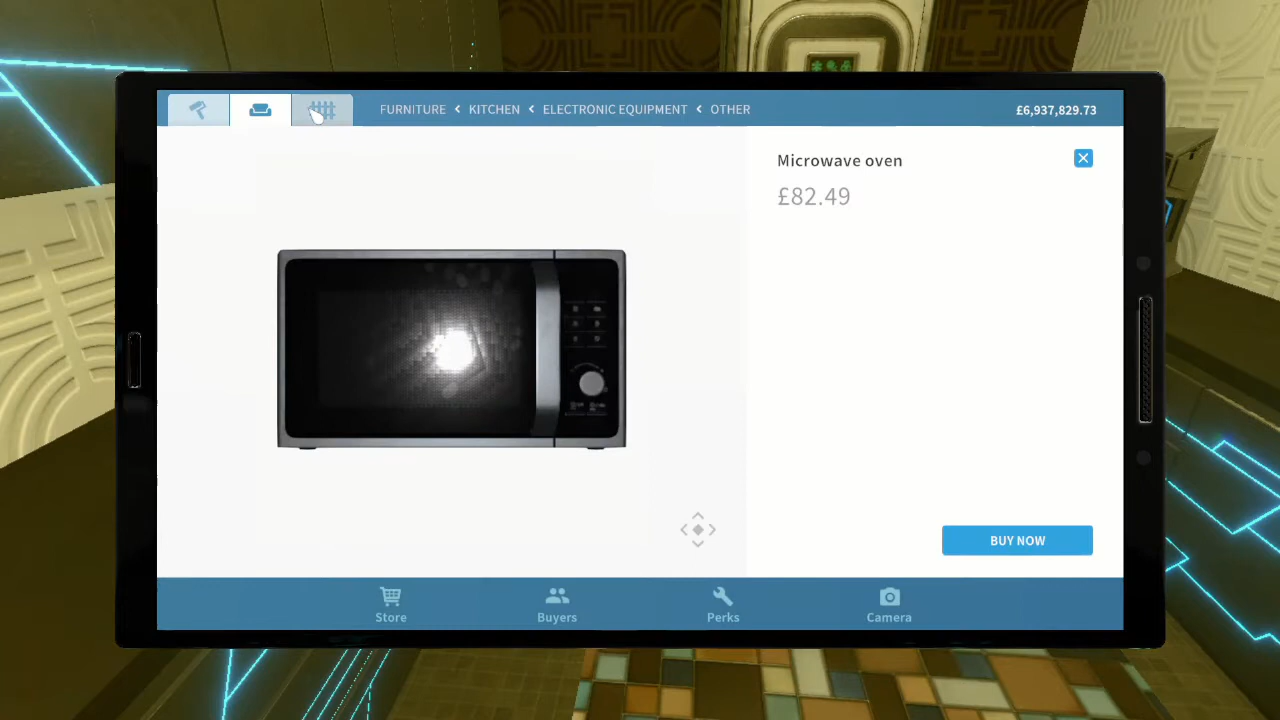 FURNITURE < KITCHEN < ELECTRONIC EQUIPMENT < OTHER
£6,937,829.73
Microwave oven
£82.49
BUY NOW
Store
Buyers
Perks
Camera